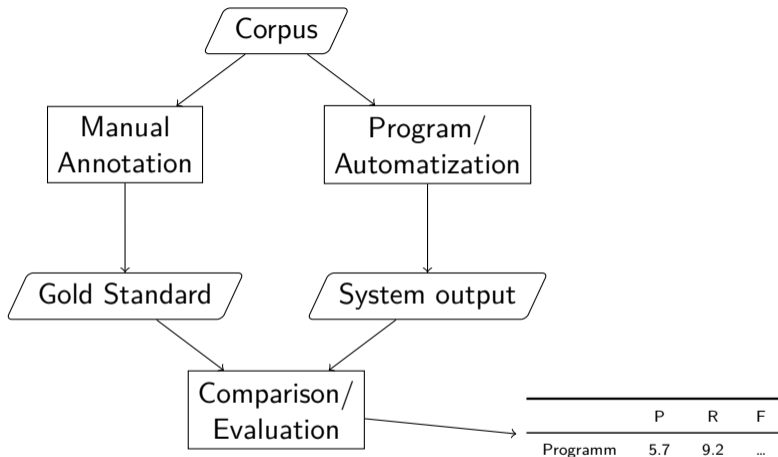 Corpus
Manual
Annotation
Program/
Automatization
Gold Standard
System output
Comparison/
Evaluation
P R F
Programm 5.7 9.2 ...